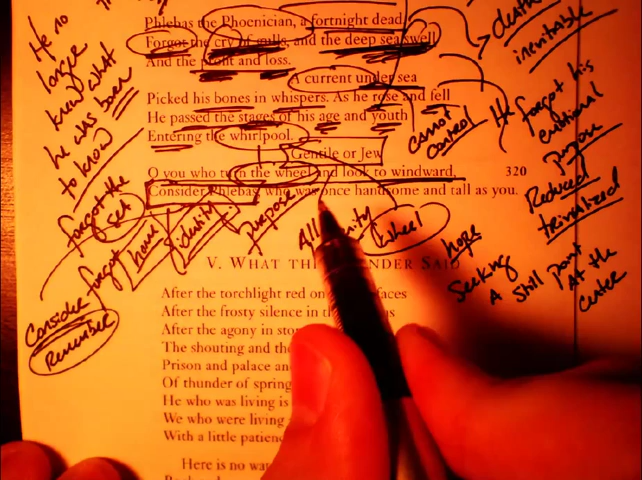 Phlebas the Phoenician, a fortnight dead,
Forgot the cry of gulls, and the deep sea swell
And the profit and loss.
A current under sea
Picked his bones in whispers. As he rose and fell
He passed the stages of his age and youth
Entering the whirlpool.
Gentile or Jew
O you who turn the wheel and look to windward, 320
Consider Phlebas, who was once handsome and tall as you.
V. WHAT THE THUNDER SAID
After the torchlight red on faces
After the frosty silence in the
After the agony in
The shouting and the
Prison and palace
Of thunder of spring
He who was living is
We who were living
With a little patience
Here is no
He no
longer
knew what
he was born
to know
forgot the
sea
forgot
home
identity
purpose
Consider
Remember
death
inevitable
cannot
control
He forgot his
purpose
Reduced
trivialized
wheel
hope
Seeking
A still point
At the
center